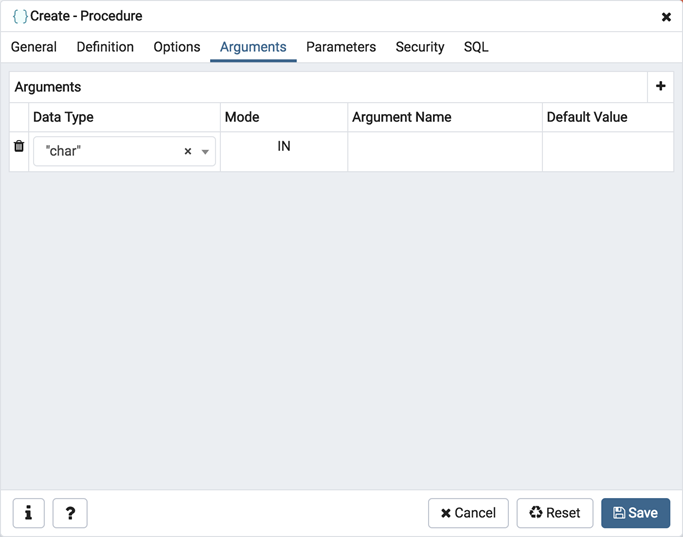 { } Create - Procedure
General Definition Options Arguments Parameters Security SQL
Arguments
Data Type Mode Argument Name Default Value
"char" IN
i ? Cancel Reset Save